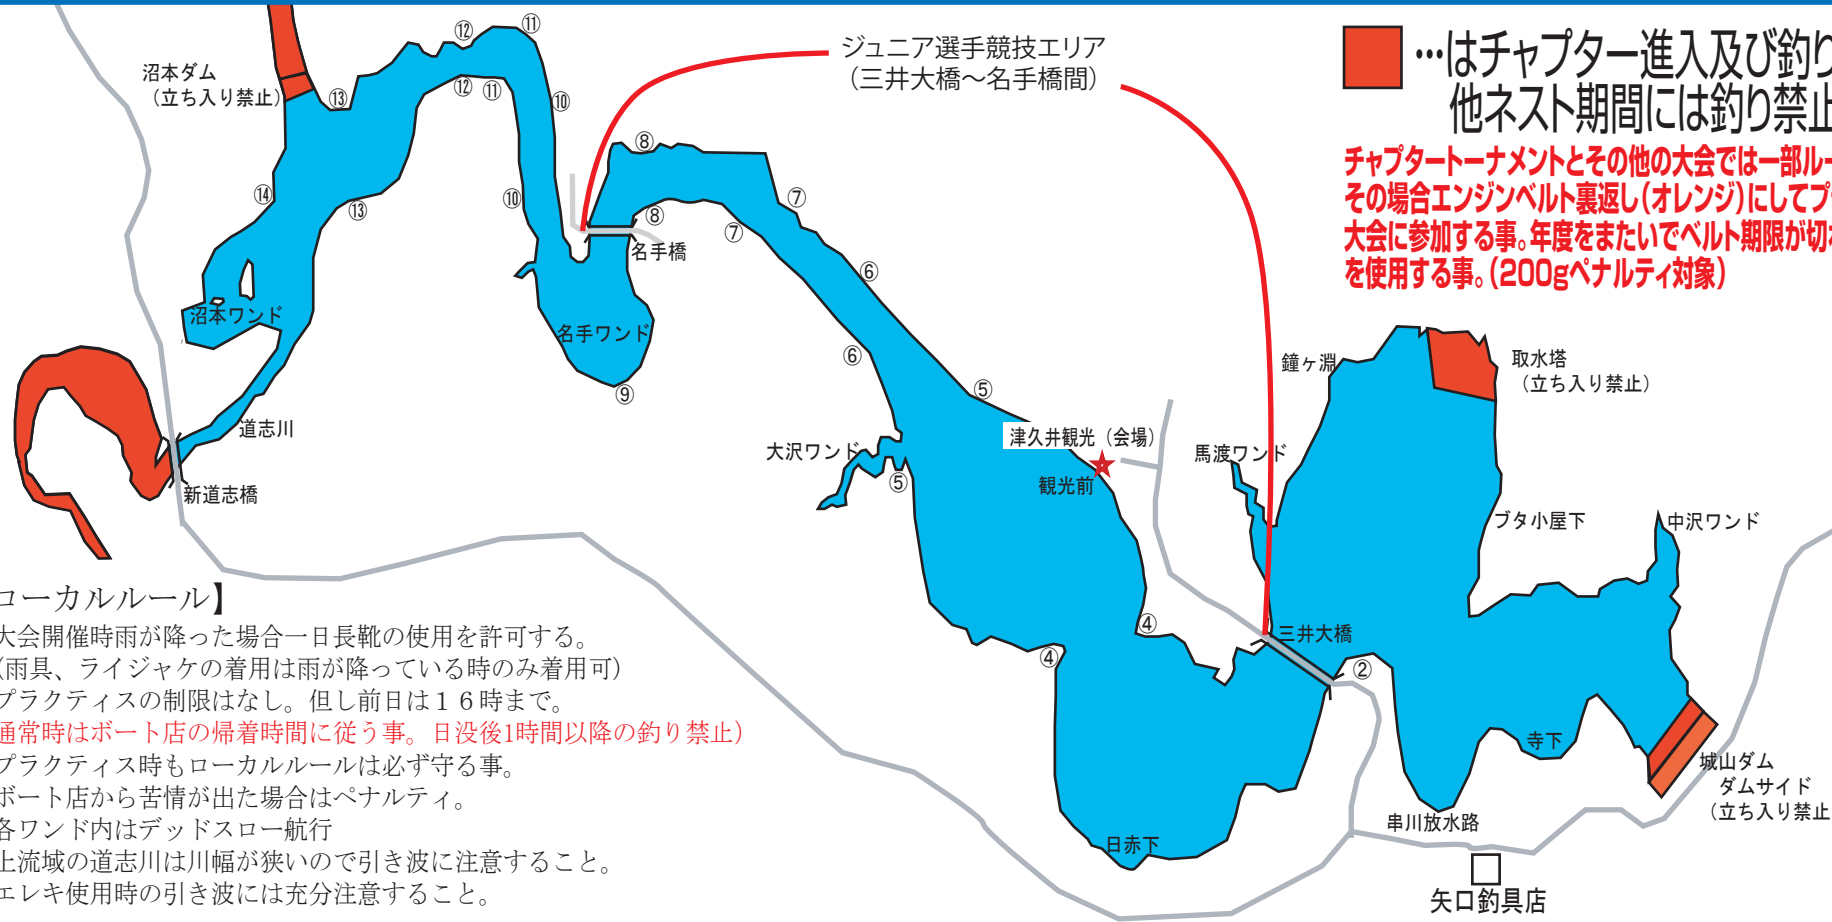 …はチャプター進入及び釣り
他ネスト期間には釣り禁止
チャプタートーナメントとその他の大会では一部ルー
その場合エンジンベルト裏返し(オレンジ)にしてプ
大会に参加する事。年度をまたいでベルト期限が切
を使用する事。(200gペナルティ対象)
ジュニア選手競技エリア
(三井大橋〜名手橋間)
沼本ダム
(立ち入り禁止)
⑫
⑪
⑬
⑫
⑪
⑩
⑭
⑬
⑩
⑧
⑧
⑦
⑦
名手橋
⑥
沼本ワンド
名手ワンド
⑥
⑨
⑤
鐘ヶ淵
取水塔
(立ち入り禁止)
道志川
新道志橋
大沢ワンド
⑤
津久井観光(会場)
観光前
馬渡ワンド
ブタ小屋下
中沢ワンド
④
④
三井大橋
②
寺下
城山ダム
ダムサイド
(立ち入り禁止
串川放水路
日赤下
矢口釣具店
コーカルルール】
大会開催時雨が降った場合一日長靴の使用を許可する。
(雨具、ライジャケの着用は雨が降っている時のみ着用可)
プラクティスの制限はなし。但し前日は16時まで。
通常時はボート店の帰着時間に従う事。日没後1時間以降の釣り禁止)
プラクティス時もローカルルールは必ず守る事。
ボート店から苦情が出た場合はペナルティ。
各ワンド内はデッドスロー航行
上流域の道志川は川幅が狭いので引き波に注意すること。
エレキ使用時の引き波には充分注意すること。